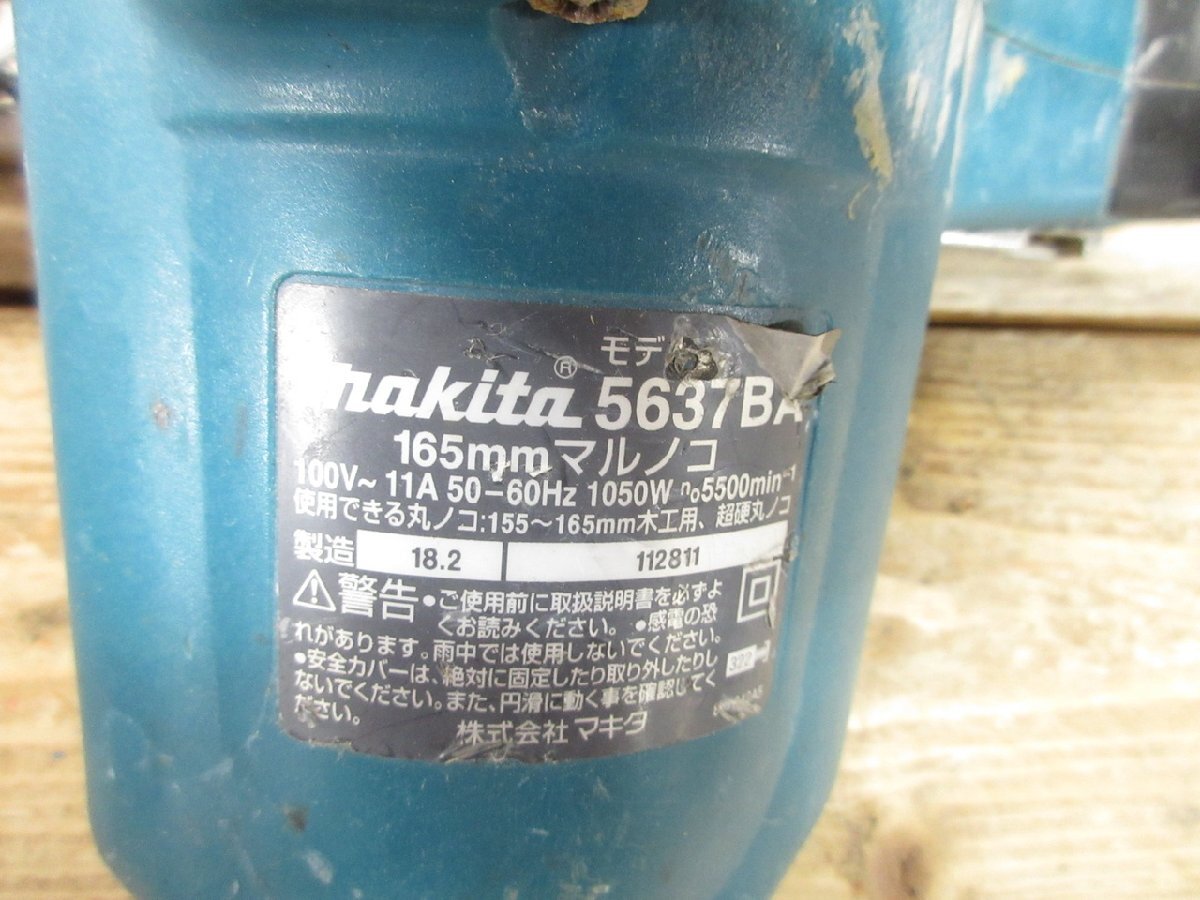 モデ
makita® 5637BA
165mmマルノコ
100V~ 11A 50-60Hz 1050W n₀5500min⁻¹
使用できる丸ノコ:155~165mm木工用、超硬丸ノコ
製造 18.2 112811
⚠警告 ●ご使用前に取扱説明書を必ずよ
くお読みください。 ●感電の恐
れがあります。雨中では使用しないでください。
●安全カバーは、絶対に固定したり取り外したりし
ないでください。また、円滑に動く事を確認してく
ださい。
株式会社 マキタ